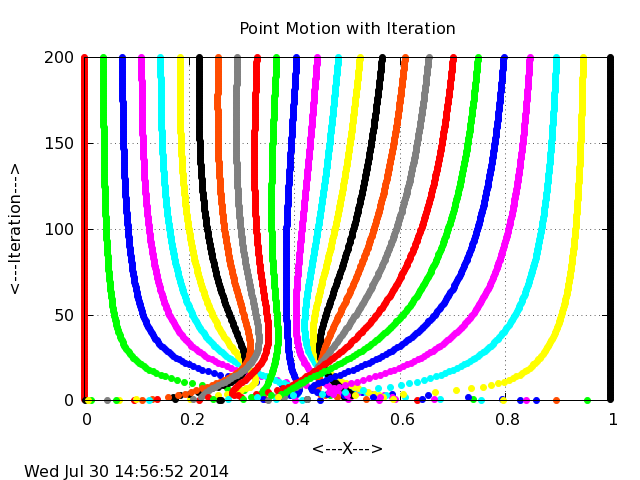 Point Motion with Iteration
200
150
100
50
0
<---Iteration--->
0 0.2 0.4 0.6 0.8 1
<---X--->
Wed Jul 30 14:56:52 2014